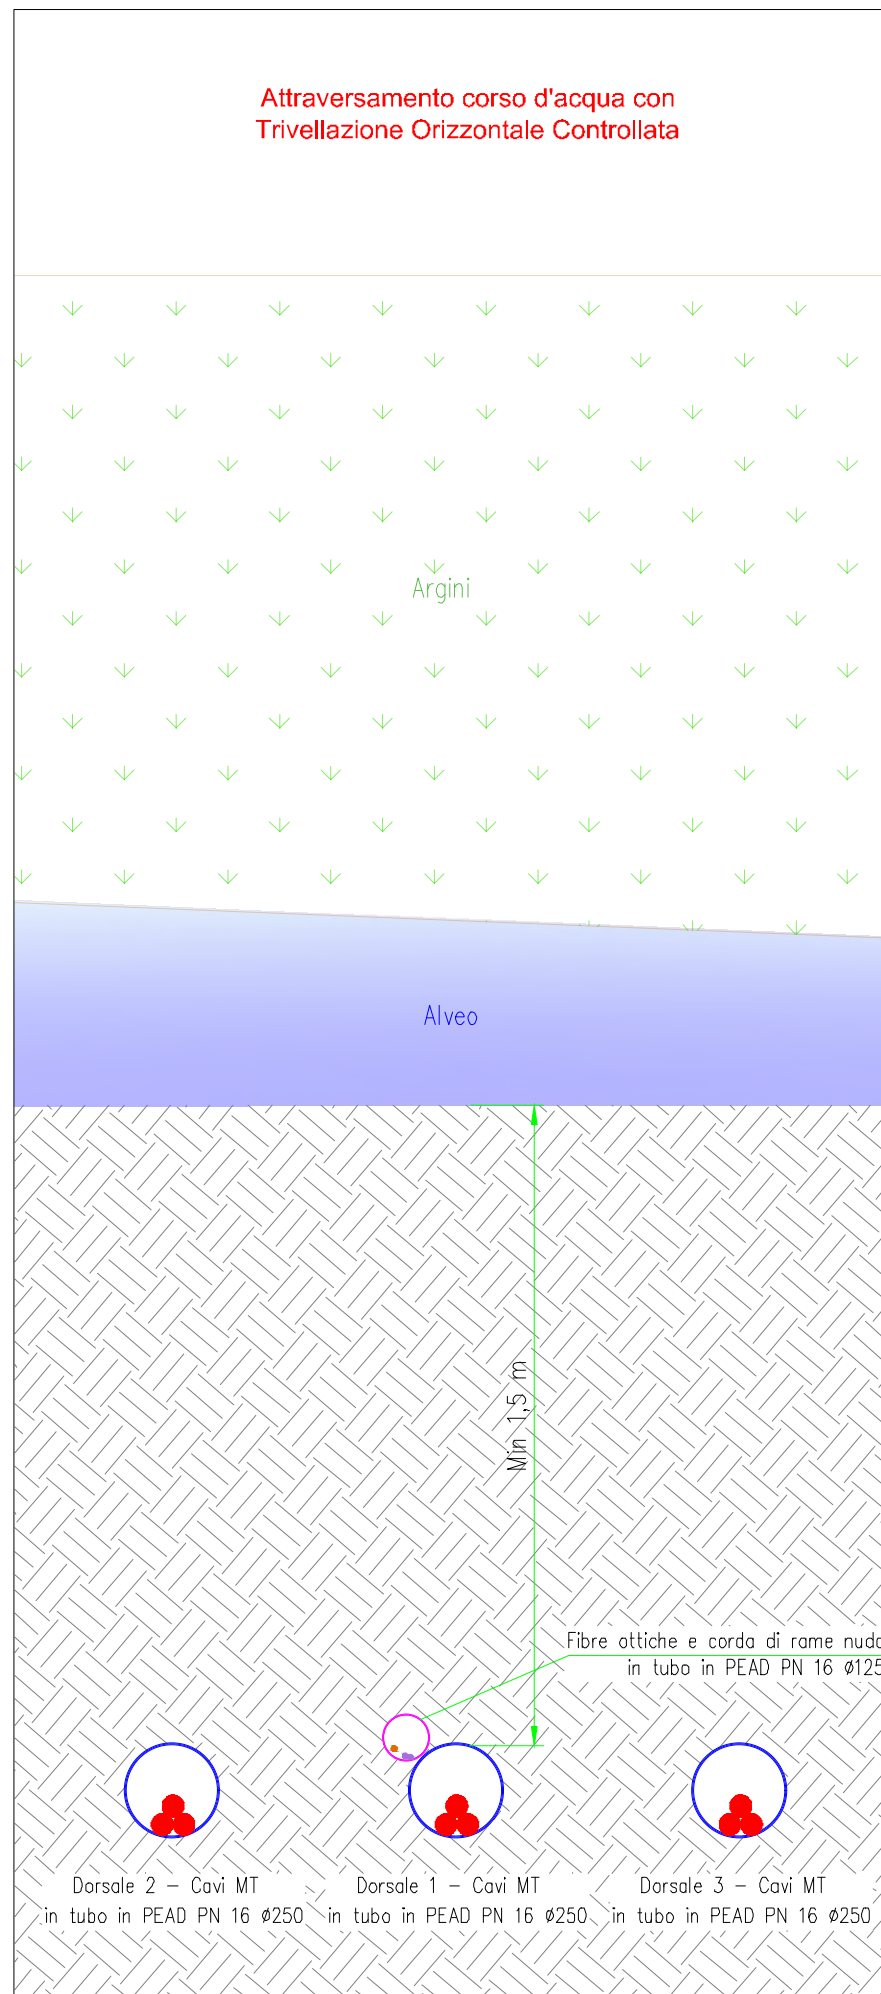 Attraversamento corso d'acqua con
Trivellazione Orizzontale Controllata
Argini
Alveo
Min 1,5 m
Fibre ottiche e corda di rame nuda
in tubo in PEAD PN 16 Ø125
Dorsale 2 - Cavi MT
in tubo in PEAD PN 16 Ø250
Dorsale 1 - Cavi MT
in tubo in PEAD PN 16 Ø250
Dorsale 3 - Cavi MT
in tubo in PEAD PN 16 Ø250